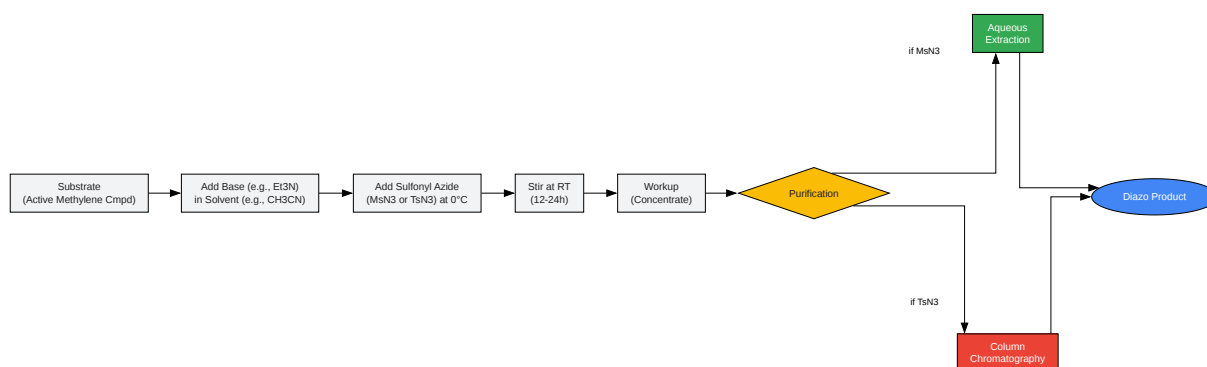 Aqueous
Extraction
if MsN3
Substrate
(Active Methylene Cmpd)
Add Base (e.g., Et3N)
in Solvent (e.g., CH3CN)
Add Sulfonyl Azide
(MsN3 or TsN3) at 0°C
Stir at RT
(12-24h)
Workup
(Concentrate)
Purification
Diazo Product
if TsN3
Column
Chromatography